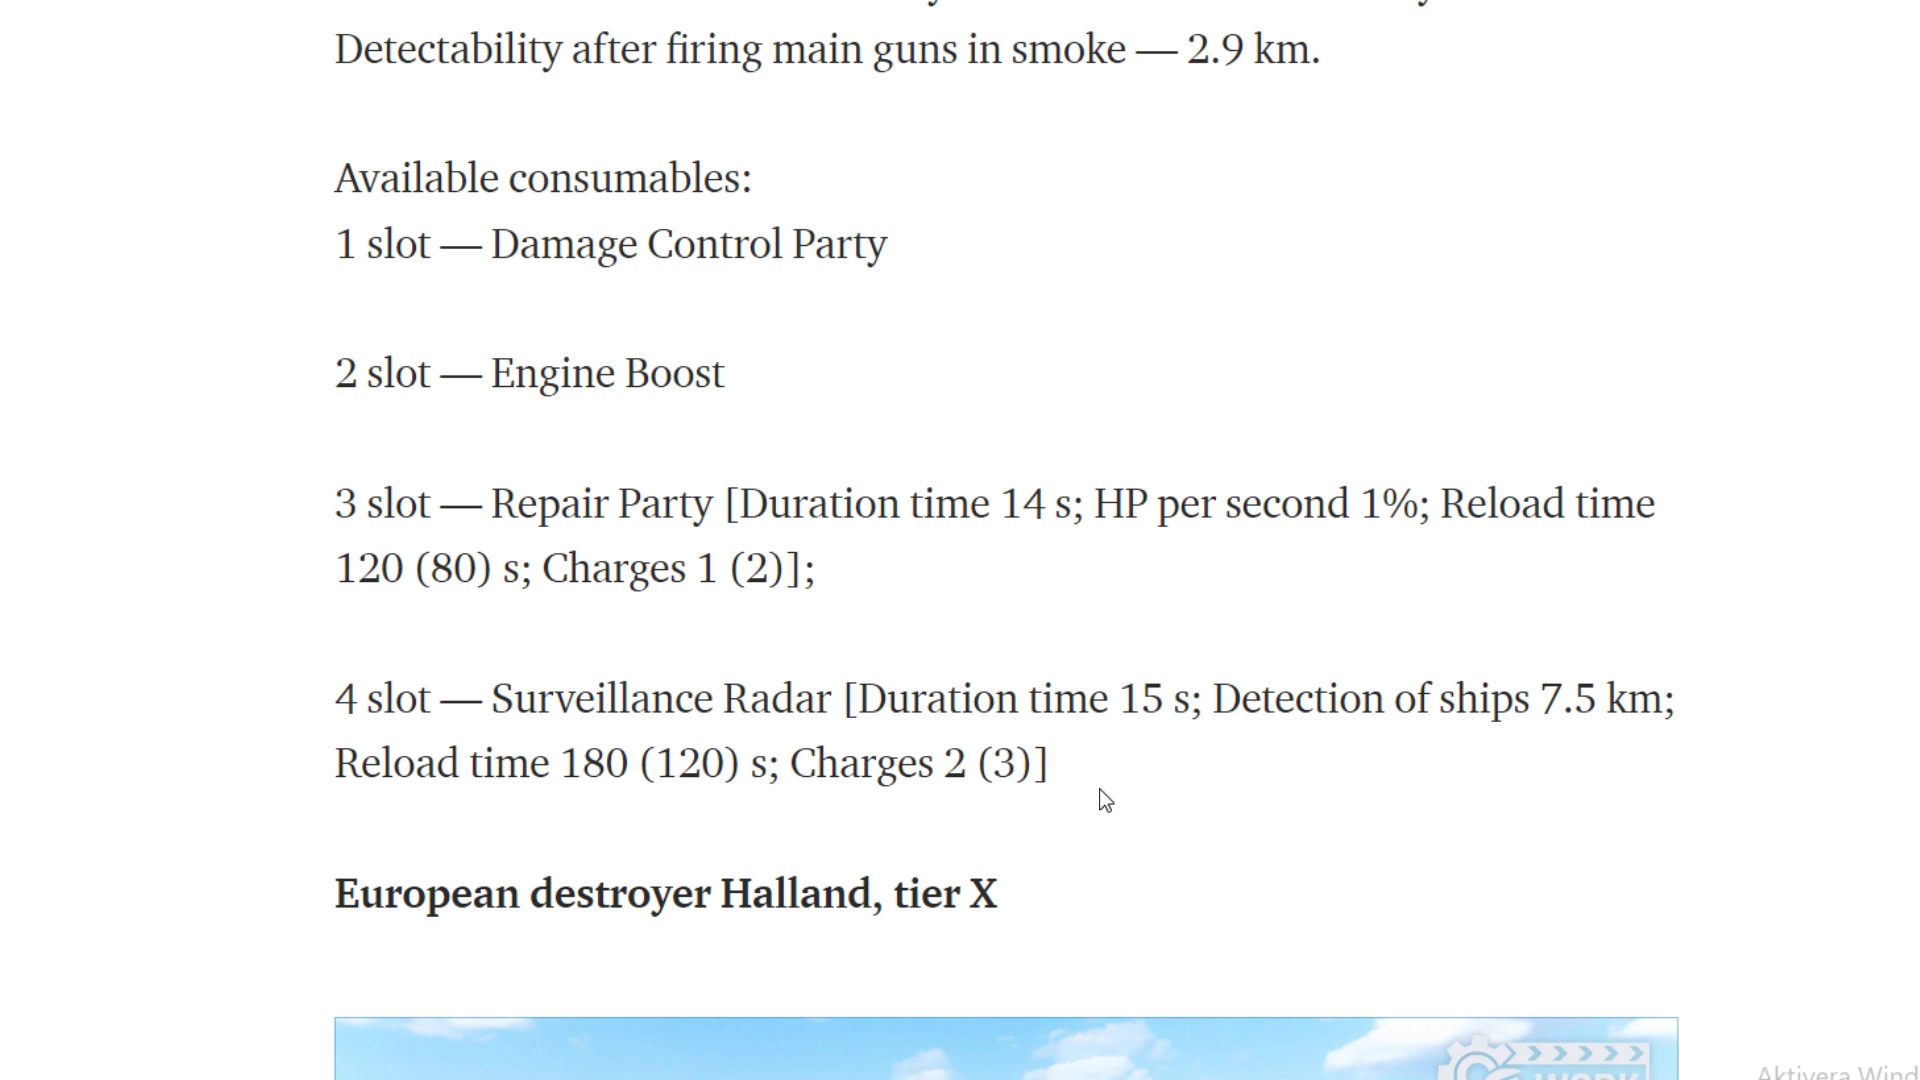 Detectability after firing main guns in smoke — 2.9 km.
Available consumables:
1 slot — Damage Control Party
2 slot — Engine Boost
3 slot — Repair Party [Duration time 14 s; HP per second 1%; Reload time
120 (80) s; Charges 1 (2)];
4 slot — Surveillance Radar [Duration time 15 s; Detection of ships 7.5 km;
Reload time 180 (120) s; Charges 2 (3)]
European destroyer Halland, tier X
WORK
Aktivera Wind